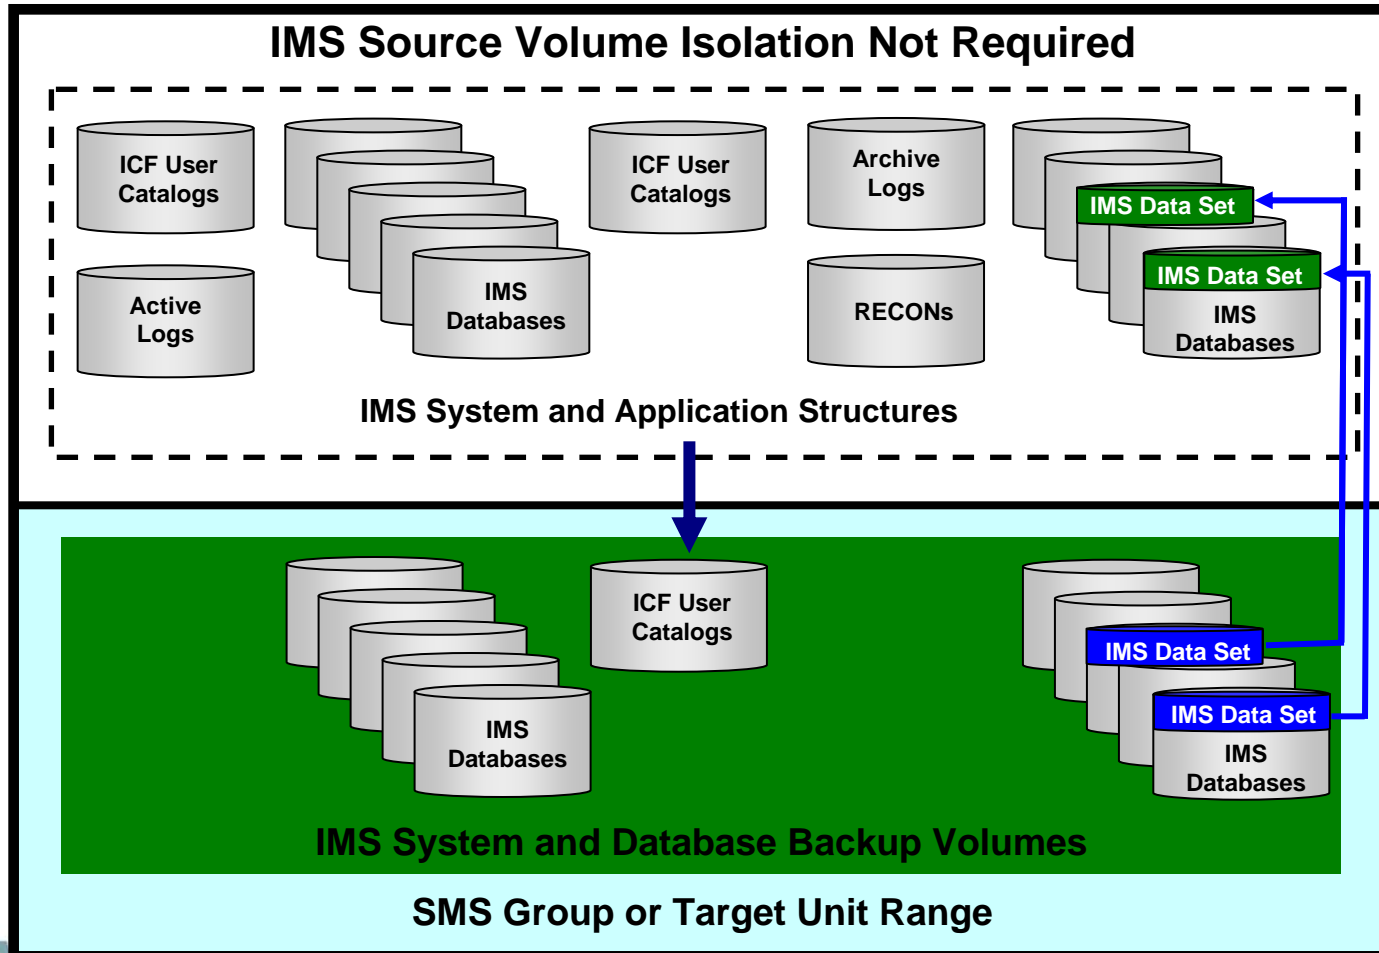 IMS Source Volume Isolation Not Required
ICF User
Catalogs
ICF User
Catalogs
Archive
Logs
IMS Data Set
IMS Data Set
Active
Logs
IMS
Databases
RECONs
IMS
Databases
IMS System and Application Structures
ICF User
Catalogs
IMS Data Set
IMS Data Set
IMS
Databases
IMS
Databases
IMS System and Database Backup Volumes
SMS Group or Target Unit Range